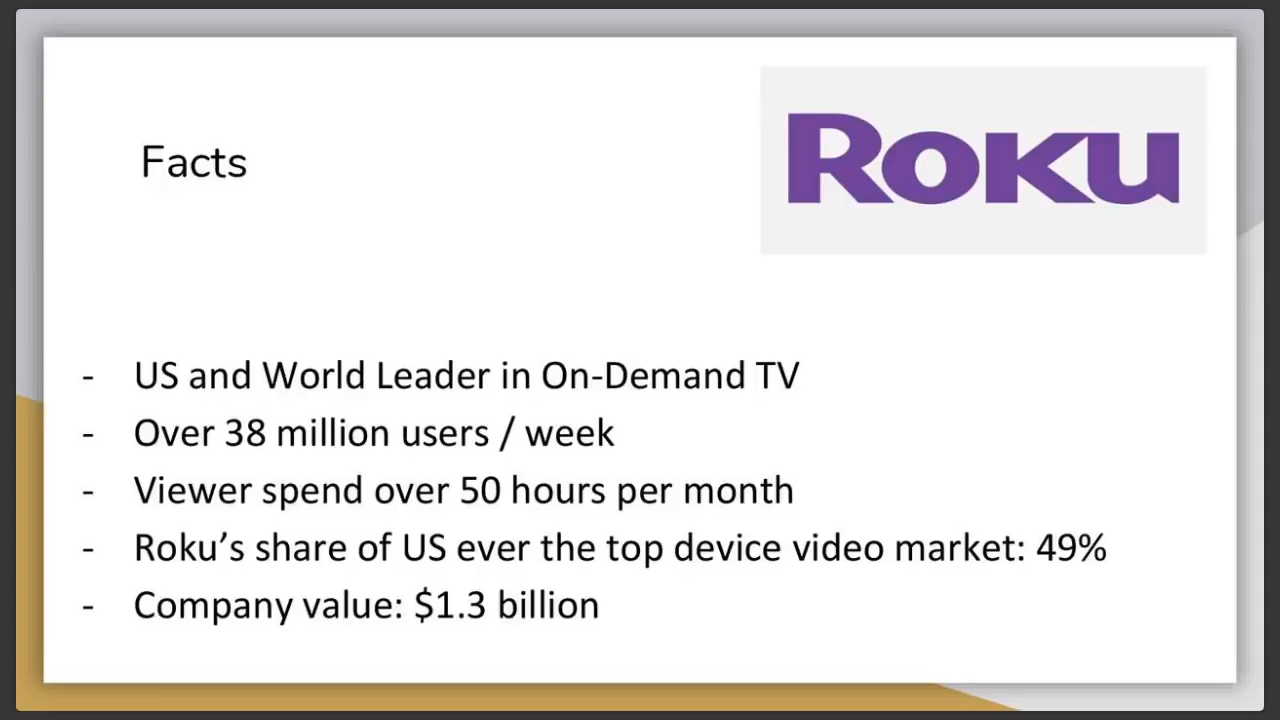 Roku
Facts
- US and World Leader in On-Demand TV
- Over 38 million users / week
- Viewer spend over 50 hours per month
- Roku’s share of US ever the top device video market: 49%
- Company value: $1.3 billion